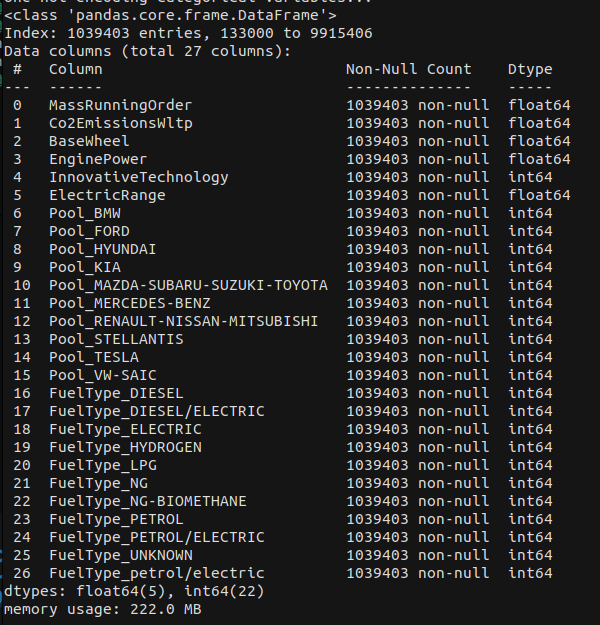 one hot encoding categorical variables...
<class 'pandas.core.frame.DataFrame'>
Index: 1039403 entries, 133000 to 9915406
Data columns (total 27 columns):
 #   Column                           Non-Null Count    Dtype
---  ------                           --------------    -----
 0   MassRunningOrder                 1039403 non-null  float64
 1   Co2EmissionsWltp                 1039403 non-null  float64
 2   BaseWheel                        1039403 non-null  float64
 3   EnginePower                      1039403 non-null  float64
 4   InnovativeTechnology             1039403 non-null  int64
 5   ElectricRange                    1039403 non-null  float64
 6   Pool_BMW                         1039403 non-null  int64
 7   Pool_FORD                        1039403 non-null  int64
 8   Pool_HYUNDAI                     1039403 non-null  int64
 9   Pool_KIA                         1039403 non-null  int64
 10  Pool_MAZDA-SUBARU-SUZUKI-TOYOTA  1039403 non-null  int64
 11  Pool_MERCEDES-BENZ               1039403 non-null  int64
 12  Pool_RENAULT-NISSAN-MITSUBISHI   1039403 non-null  int64
 13  Pool_STELLANTIS                  1039403 non-null  int64
 14  Pool_TESLA                       1039403 non-null  int64
 15  Pool_VW-SAIC                     1039403 non-null  int64
 16  FuelType_DIESEL                  1039403 non-null  int64
 17  FuelType_DIESEL/ELECTRIC         1039403 non-null  int64
 18  FuelType_ELECTRIC                1039403 non-null  int64
 19  FuelType_HYDROGEN                1039403 non-null  int64
 20  FuelType_LPG                     1039403 non-null  int64
 21  FuelType_NG                      1039403 non-null  int64
 22  FuelType_NG-BIOMETHANE           1039403 non-null  int64
 23  FuelType_PETROL                  1039403 non-null  int64
 24  FuelType_PETROL/ELECTRIC         1039403 non-null  int64
 25  FuelType_UNKNOWN                 1039403 non-null  int64
 26  FuelType_petrol/electric         1039403 non-null  int64
dtypes: float64(5), int64(22)
memory usage: 222.0 MB